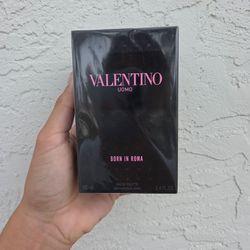 VALENTINO
UOMO
BORN IN ROMA
EAU DE TOILETTE